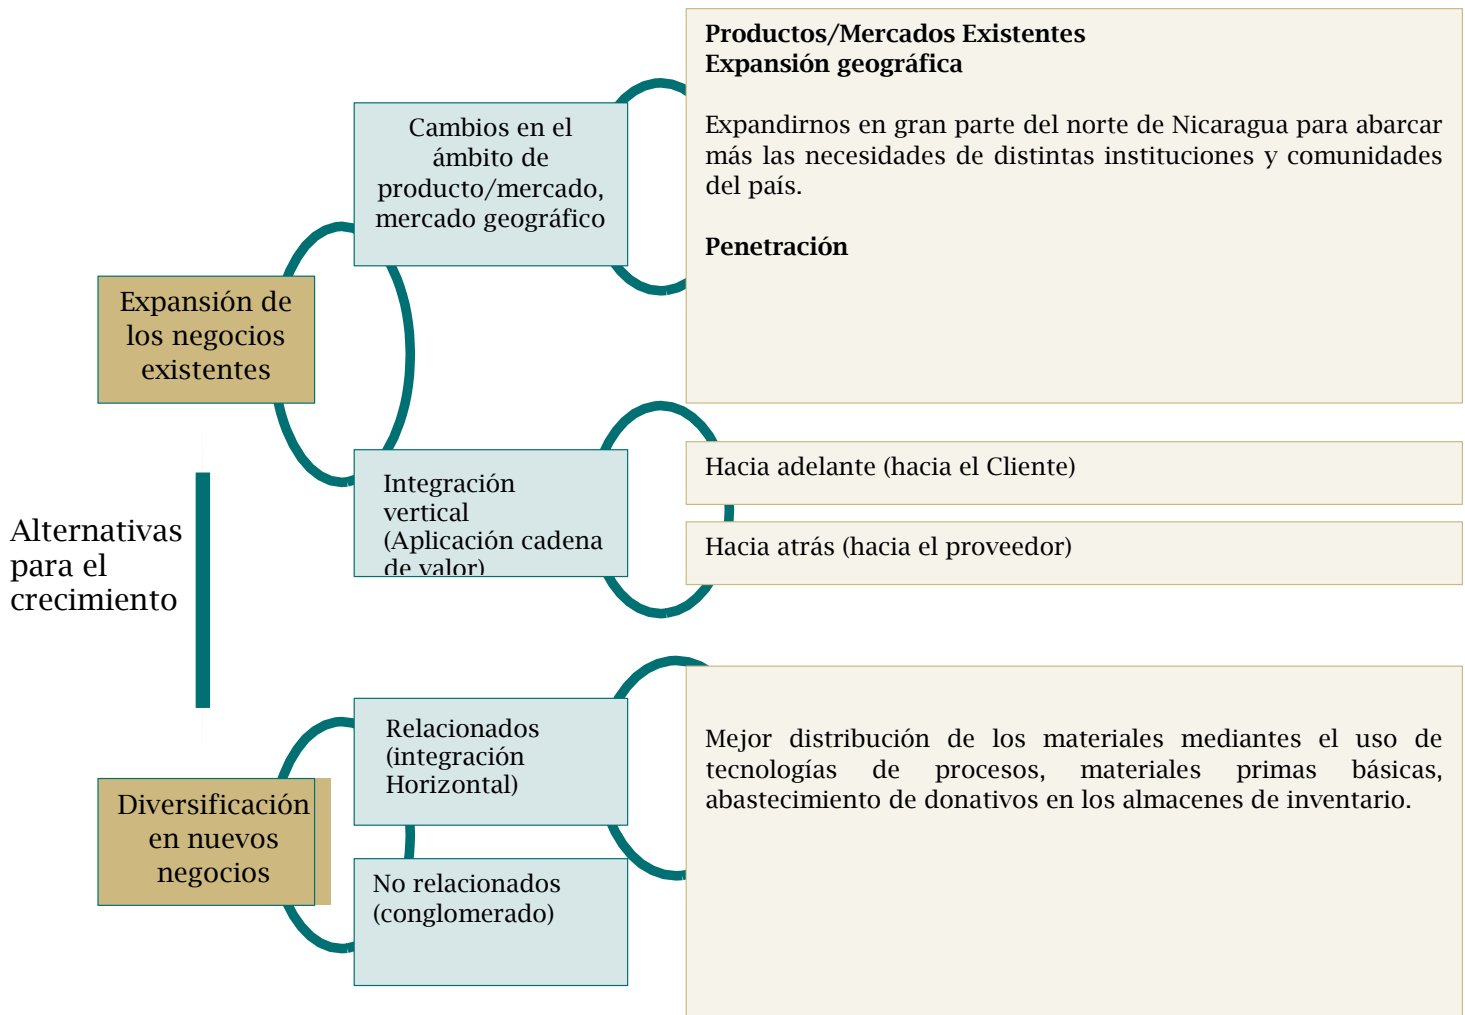 Alternativas
para el
crecimiento
Expansión de
los negocios
existentes
Cambios en el
ámbito de
producto/mercado,
mercado geográfico
Productos/Mercados Existentes
Expansión geográfica
Expandirnos en gran parte del norte de Nicaragua para abarcar
más las necesidades de distintas instituciones y comunidades
del país.
Penetración
Integración
vertical
(Aplicación cadena
de valor)
Hacia adelante (hacia el Cliente)
Hacia atrás (hacia el proveedor)
Diversificación
en nuevos
negocios
Relacionados
(integración
Horizontal)
Mejor distribución de los materiales mediantes el uso de
tecnologías de procesos, materiales primas básicas,
abastecimiento de donativos en los almacenes de inventario.
No relacionados
(conglomerado)